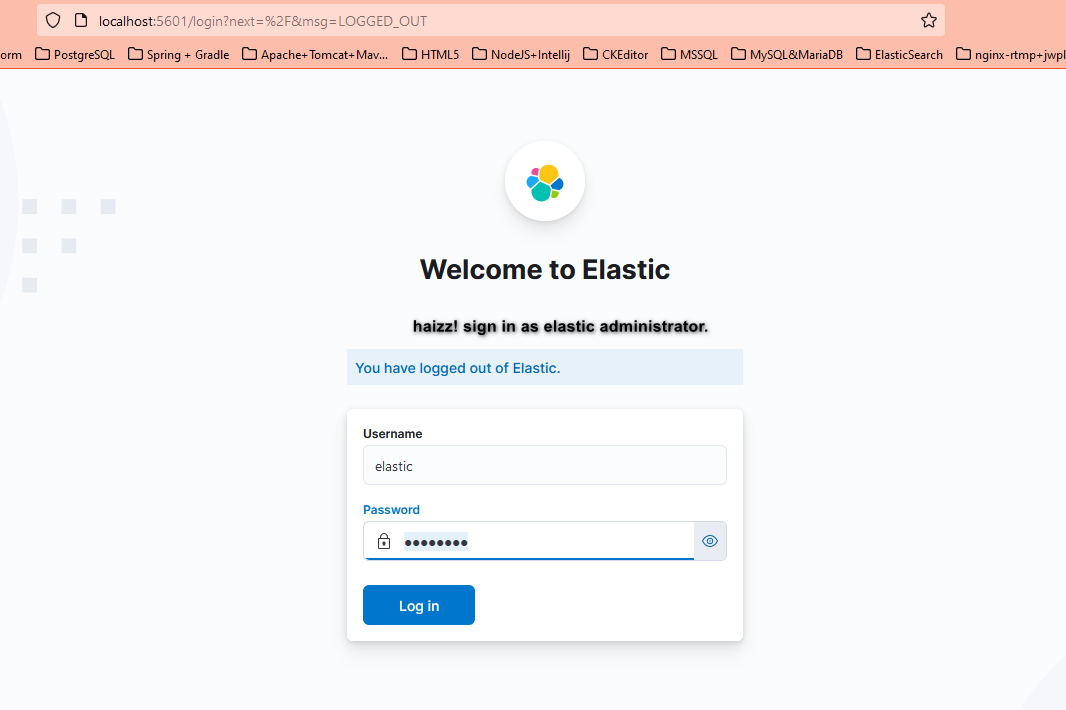 localhost:5601/login?next=%2F&msg=LOGGED_OUT
orm PostgreSQL Spring + Gradle Apache+Tomcat+Mav... HTML5 NodeJS+Intellij CKEditor MSSQL MySQL&MariaDB ElasticSearch nginx-rtmp+jwpl
Welcome to Elastic
haizz! sign in as elastic administrator.
You have logged out of Elastic.
Username
elastic
Password
••••••••
Log in